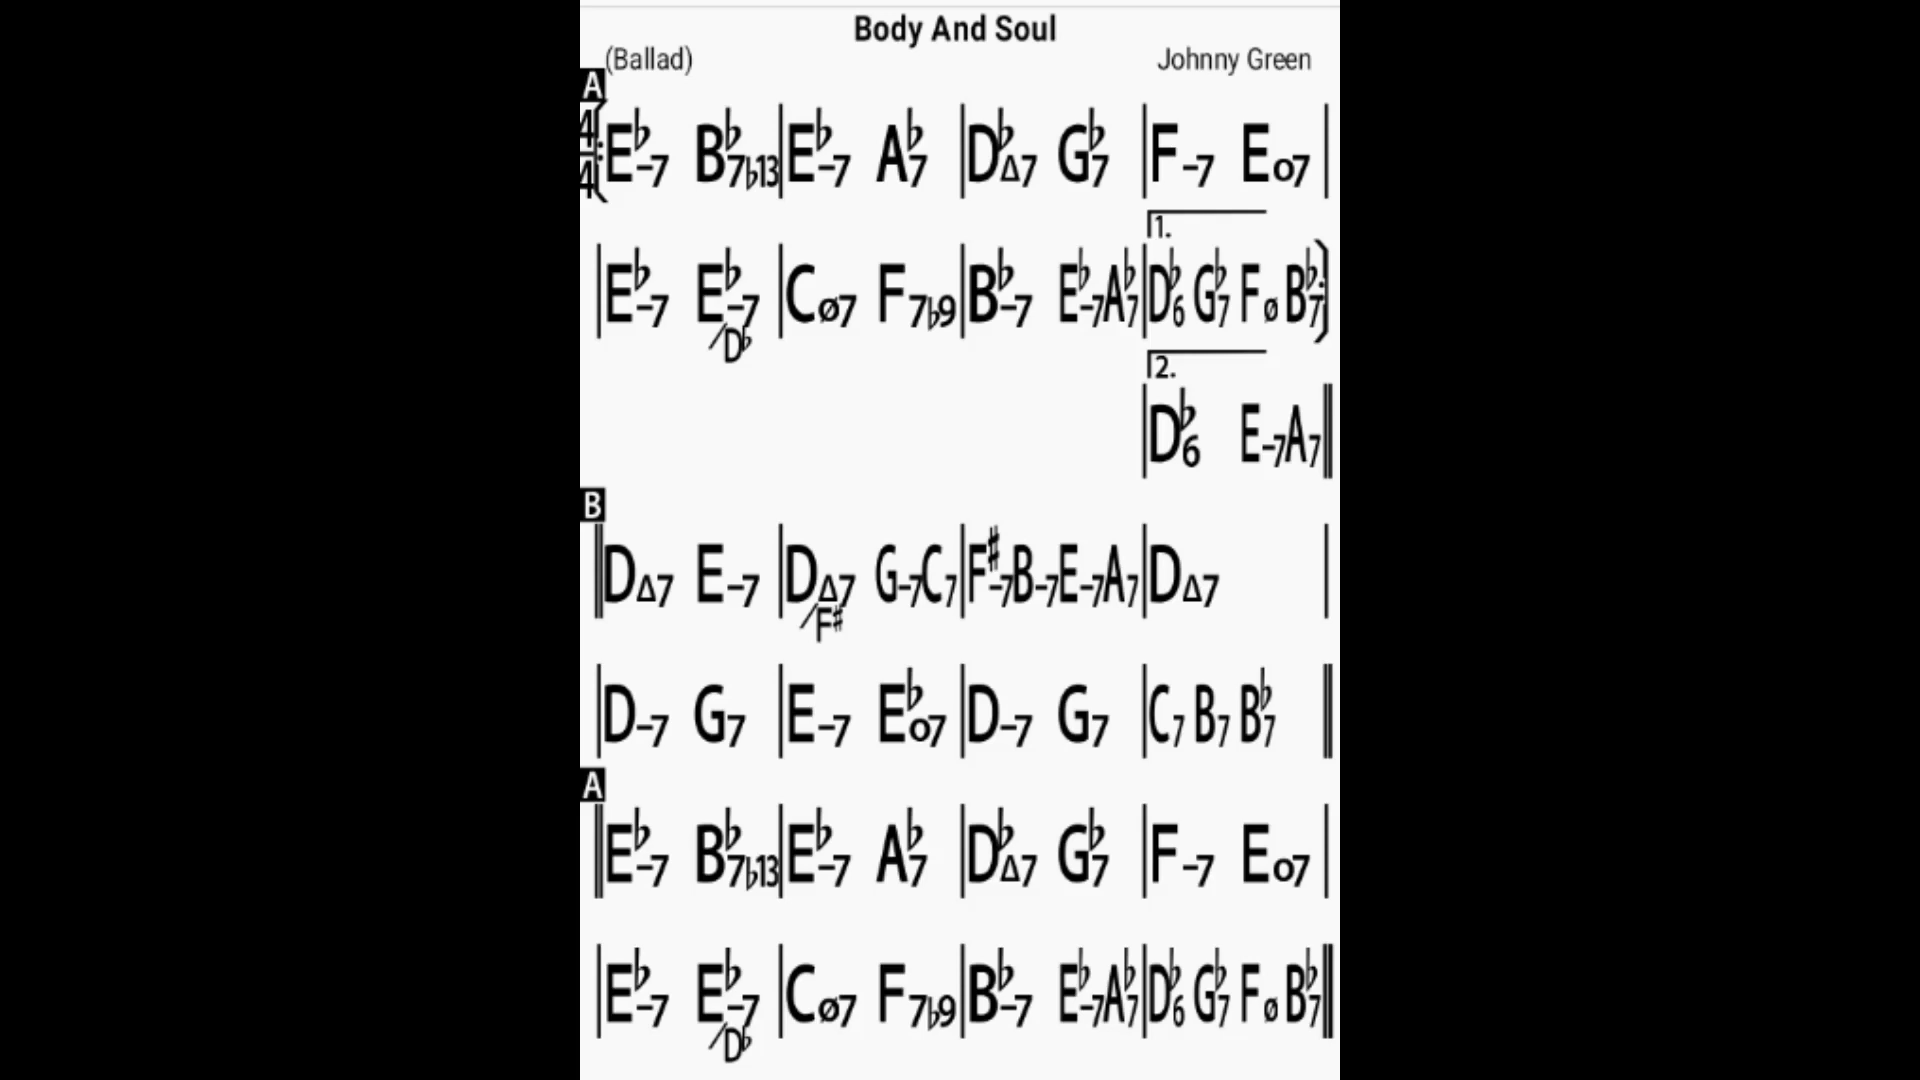 Body And Soul
(Ballad) Johnny Green
A
4/4 E♭-7 B♭7♭13 | E♭-7 A♭7 | D♭Δ7 G♭7 | F-7 Eo7 |
1.
| E♭-7 E♭-7/D♭ | Cø7 F7♭9 | B♭-7 E♭-7 A♭7 | D♭6 G♭7 Fø B♭7 :|
2.
| D♭6 E-7 A7 ||
B
|| DΔ7 E-7 | DΔ7/F♯ G-7 C7 | F♯-7 B-7 E-7 A7 | DΔ7 |
| D-7 G7 | E-7 E♭o7 | D-7 G7 | C7 B7 B♭7 ||
A
|| E♭-7 B♭7♭13 | E♭-7 A♭7 | D♭Δ7 G♭7 | F-7 Eo7 |
| E♭-7 E♭-7/D♭ | Cø7 F7♭9 | B♭-7 E♭-7 A♭7 | D♭6 G♭7 Fø B♭7 ||